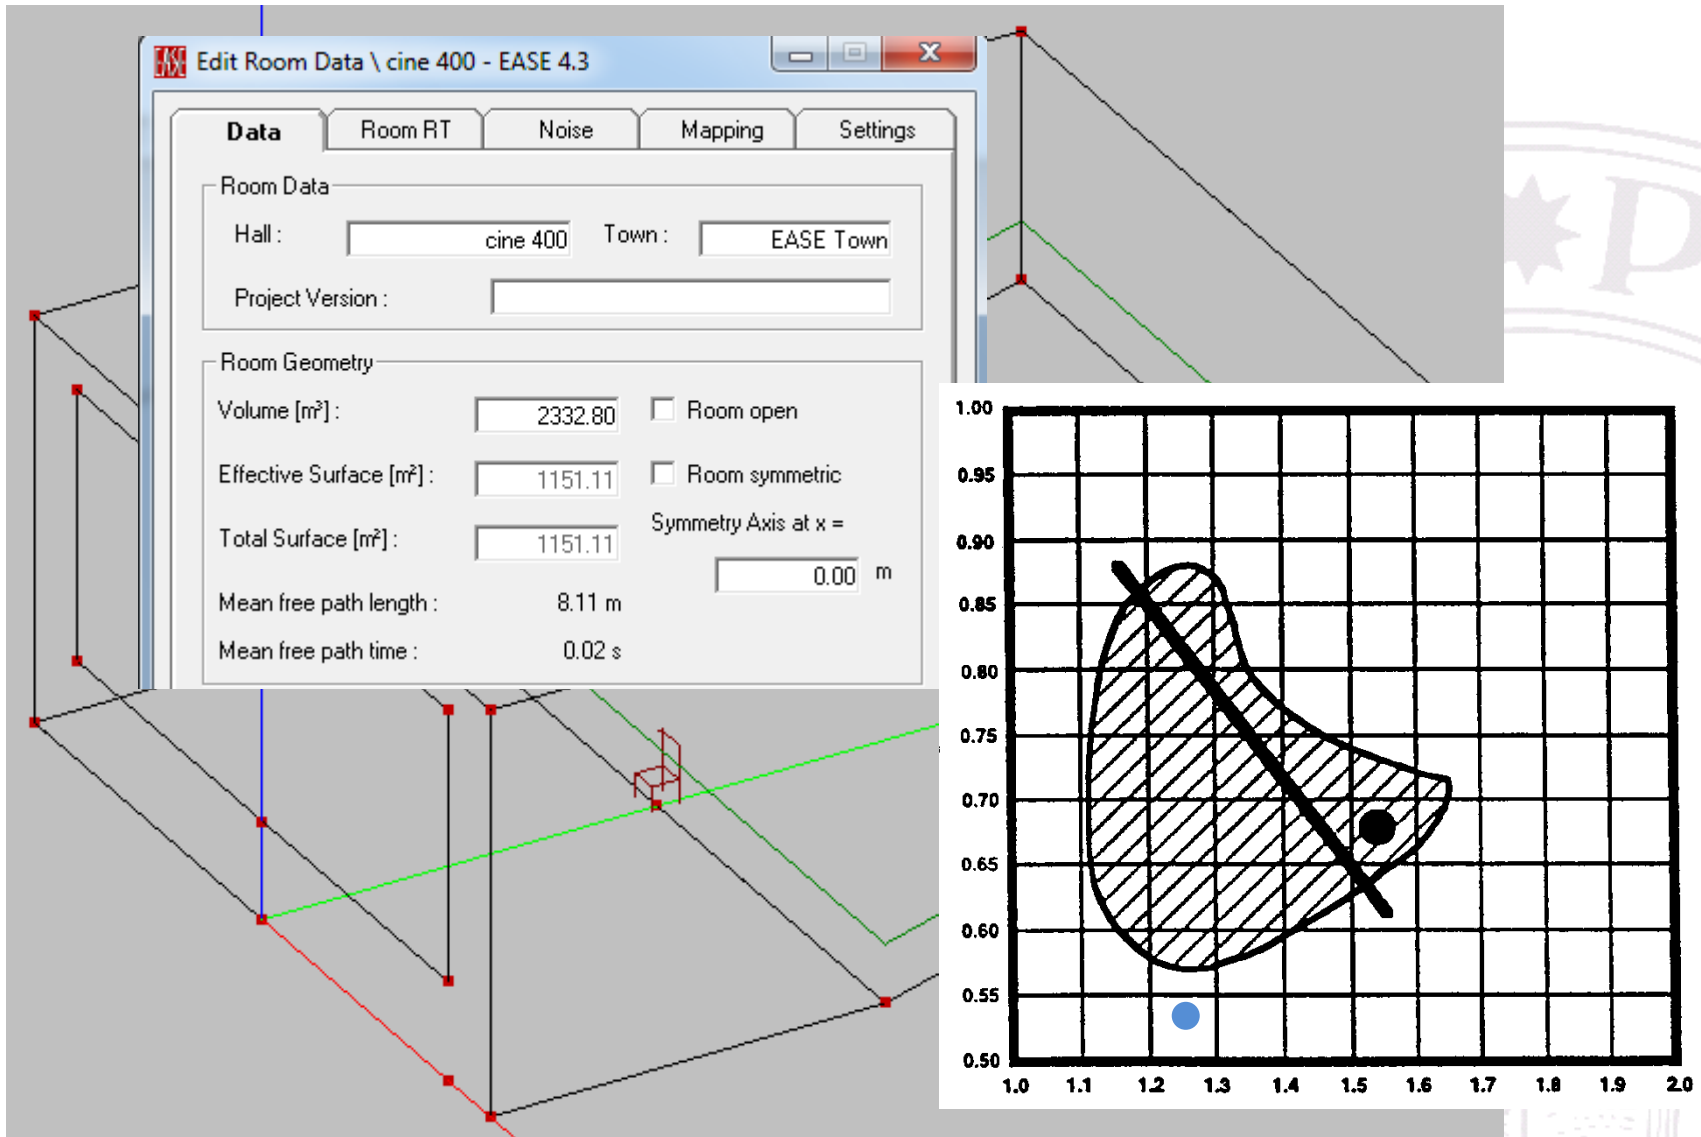 EASE Edit Room Data \ cine 400 - EASE 4.3
Data Room RT Noise Mapping Settings
Room Data
Hall : cine 400 Town : EASE Town
Project Version :
Room Geometry
Volume [m³] : 2332.80 Room open
Effective Surface [m²] : 1151.11 Room symmetric
Total Surface [m²] : 1151.11 Symmetry Axis at x =
0.00 m
Mean free path length : 8.11 m
Mean free path time : 0.02 s
1.00
0.95
0.90
0.85
0.80
0.75
0.70
0.65
0.60
0.55
0.50
1.0 1.1 1.2 1.3 1.4 1.5 1.6 1.7 1.8 1.9 2.0
P